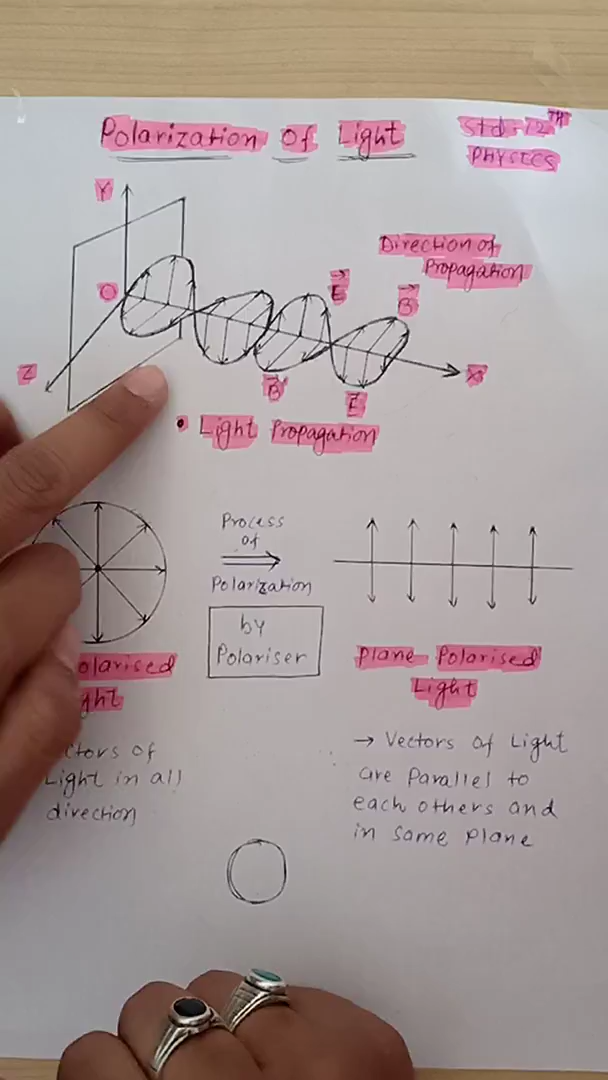 Polarization of Light
Std-12TH
PHYSICS
Y
Direction of
Propagation
E
B
O
Z
X
B
E
• Light Propagation
Process
of
Polarization
by
Polariser
Plane Polarised
Light
Vectors of Light
are Parallel to
each others and
in same plane
of
Light in all
direction